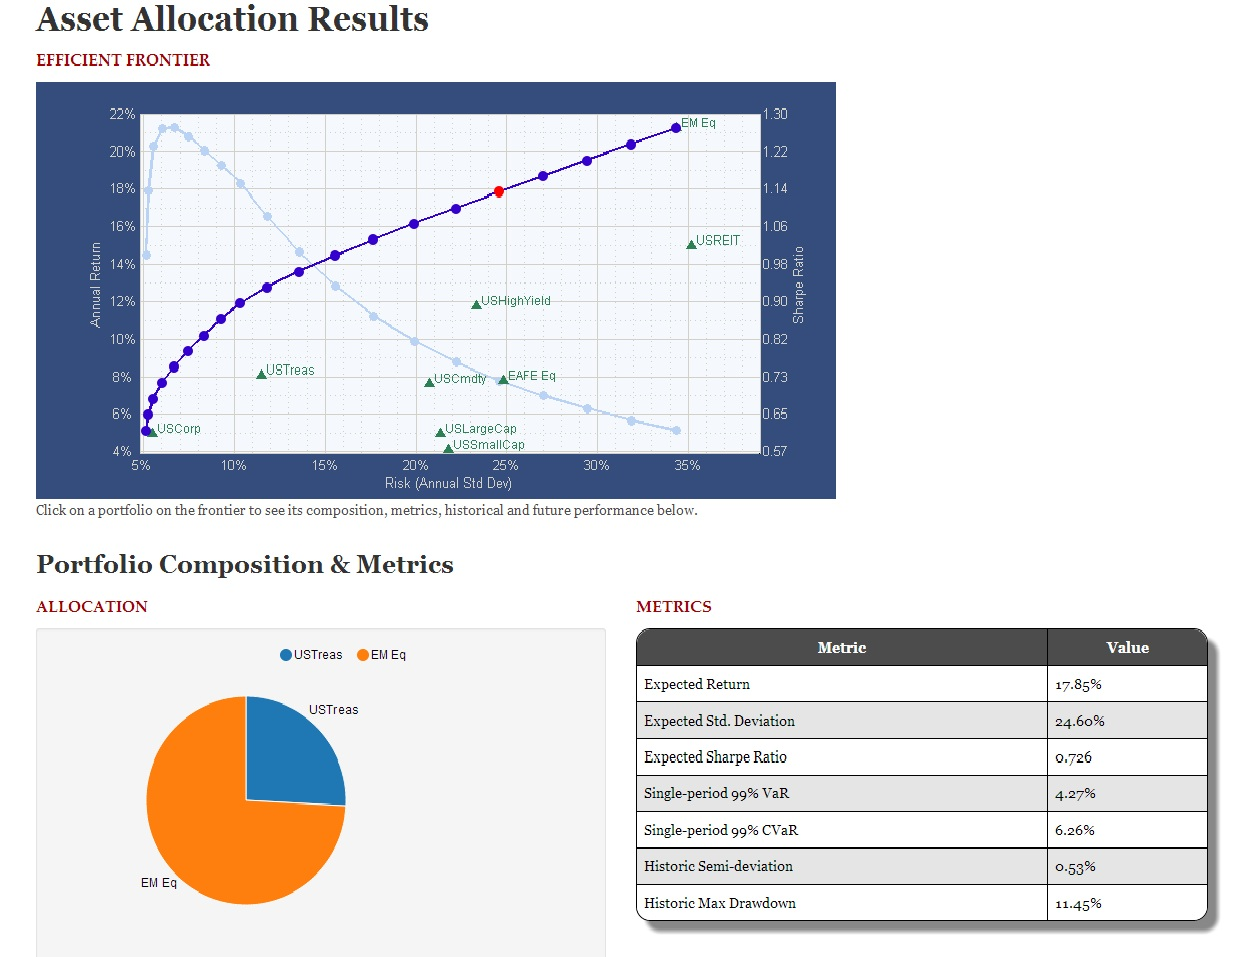 Asset Allocation Results
EFFICIENT FRONTIER
22%
20%
18%
16%
14%
12%
10%
8%
6%
4%
Annual Return
1.30
1.22
1.14
1.06
0.98
0.90
0.82
0.73
0.65
0.57
Sharpe Ratio
EM Eq
USREIT
USHighYield
USTreas
USCmdty
EAFE Eq
USCorp
USLargeCap
USSmallCap
5% 10% 15% 20% 25% 30% 35%
Risk (Annual Std Dev)
Click on a portfolio on the frontier to see its composition, metrics, historical and future performance below.
Portfolio Composition & Metrics
ALLOCATION
USTreas EM Eq
USTreas
EM Eq
METRICS
Metric Value
Expected Return 17.85%
Expected Std. Deviation 24.60%
Expected Sharpe Ratio 0.726
Single-period 99% VaR 4.27%
Single-period 99% CVaR 6.26%
Historic Semi-deviation 0.53%
Historic Max Drawdown 11.45%